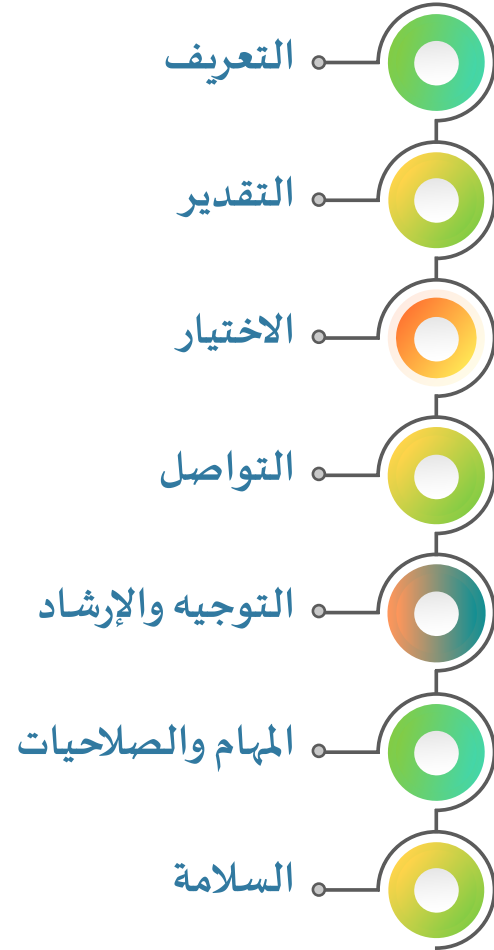 التعريف
التقدير
الاختيار
التواصل
التوجيه والإرشاد
المهام والصلاحيات
السلامة